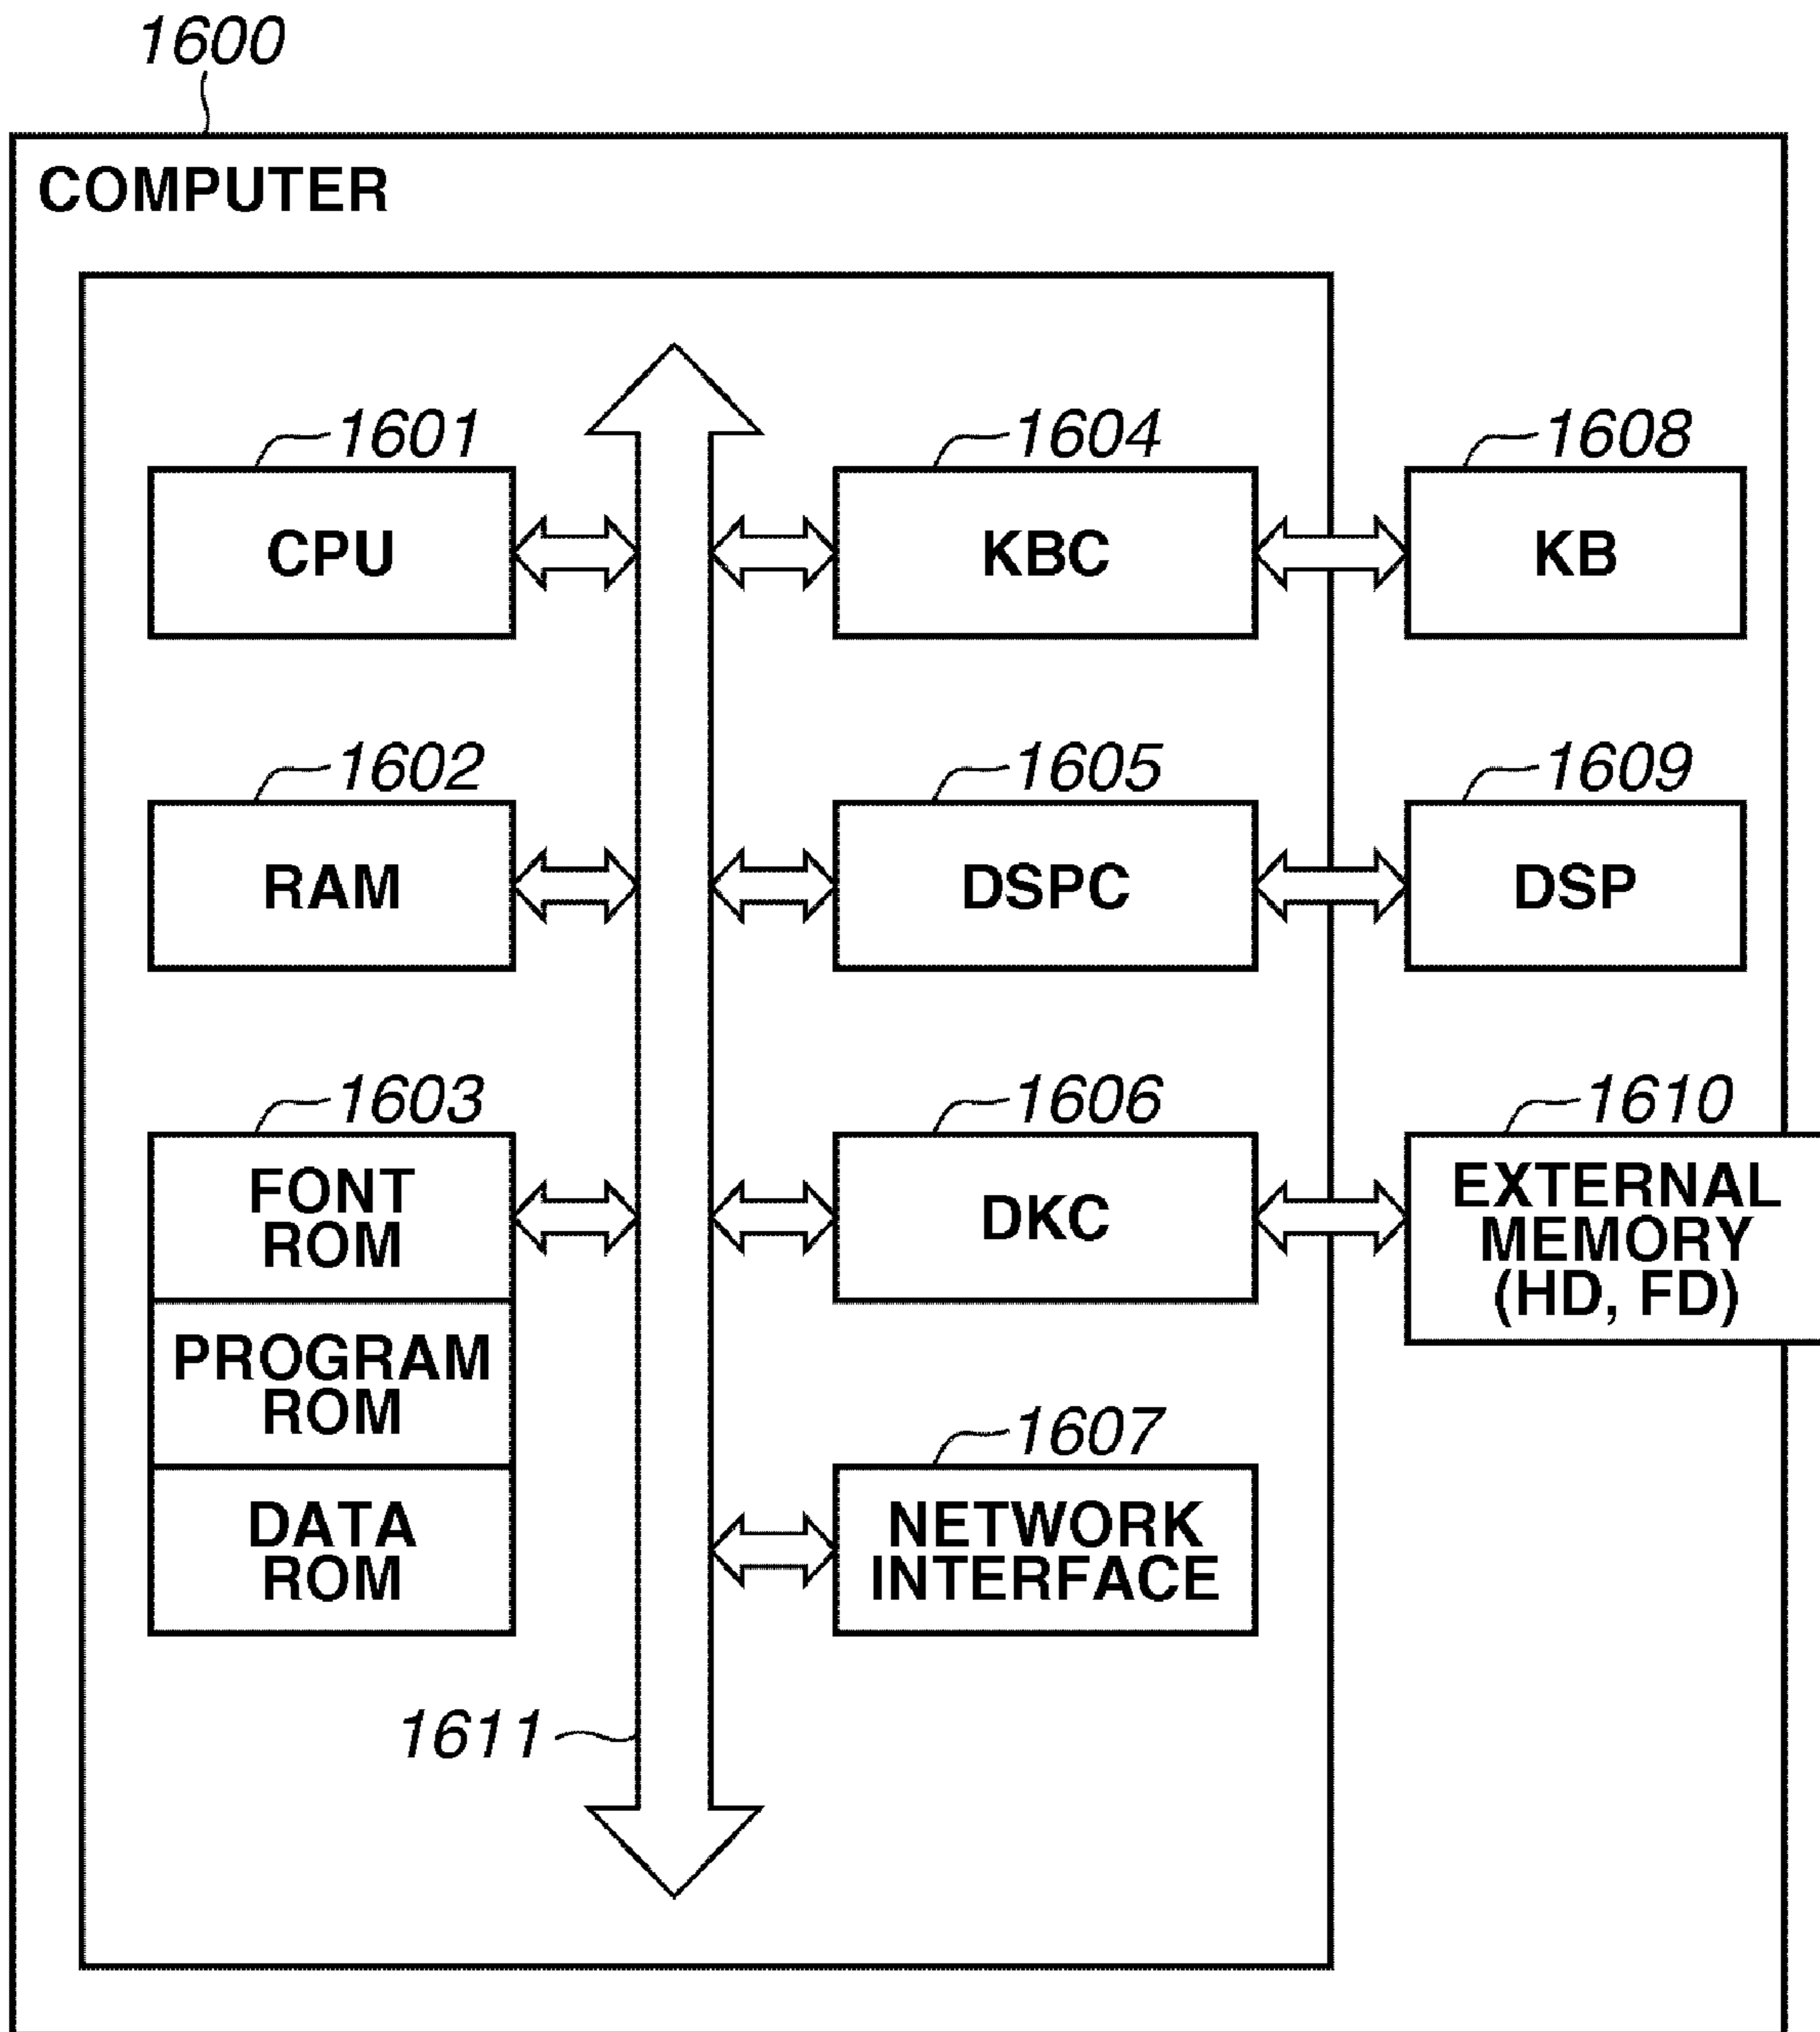 1600
COMPUTER
1601
1604
1608
CPU
KBC
KB
1602
1605
1609
RAM
DSPC
DSP
1603
1606
1610
FONT
ROM
DKC
EXTERNAL
MEMORY
(HD, FD)
PROGRAM
ROM
1607
DATA
ROM
NETWORK
INTERFACE
1611